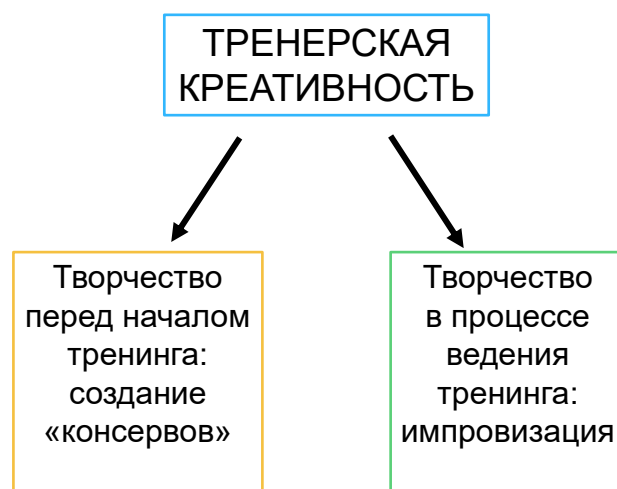 ТРЕНЕРСКАЯ
КРЕАТИВНОСТЬ
Творчество
перед началом
тренинга:
создание
«консервов»
Творчество
в процессе
ведения
тренинга:
импровизация